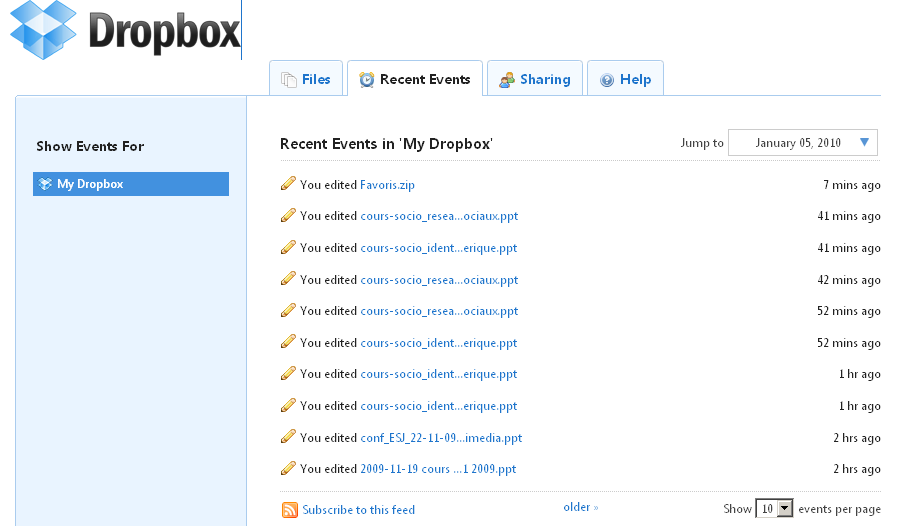 Dropbox
Files Recent Events Sharing Help
Show Events For
My Dropbox
Recent Events in 'My Dropbox' Jump to January 05, 2010
You edited Favoris.zip 7 mins ago
You edited cours-socio_resea...ociaux.ppt 41 mins ago
You edited cours-socio_ident...erique.ppt 41 mins ago
You edited cours-socio_resea...ociaux.ppt 42 mins ago
You edited cours-socio_resea...ociaux.ppt 52 mins ago
You edited cours-socio_ident...erique.ppt 52 mins ago
You edited cours-socio_ident...erique.ppt 1 hr ago
You edited cours-socio_ident...erique.ppt 1 hr ago
You edited conf_ESJ_22-11-09...imedia.ppt 2 hrs ago
You edited 2009-11-19 cours ...1 2009.ppt 2 hrs ago
Subscribe to this feed older » Show 10 events per page